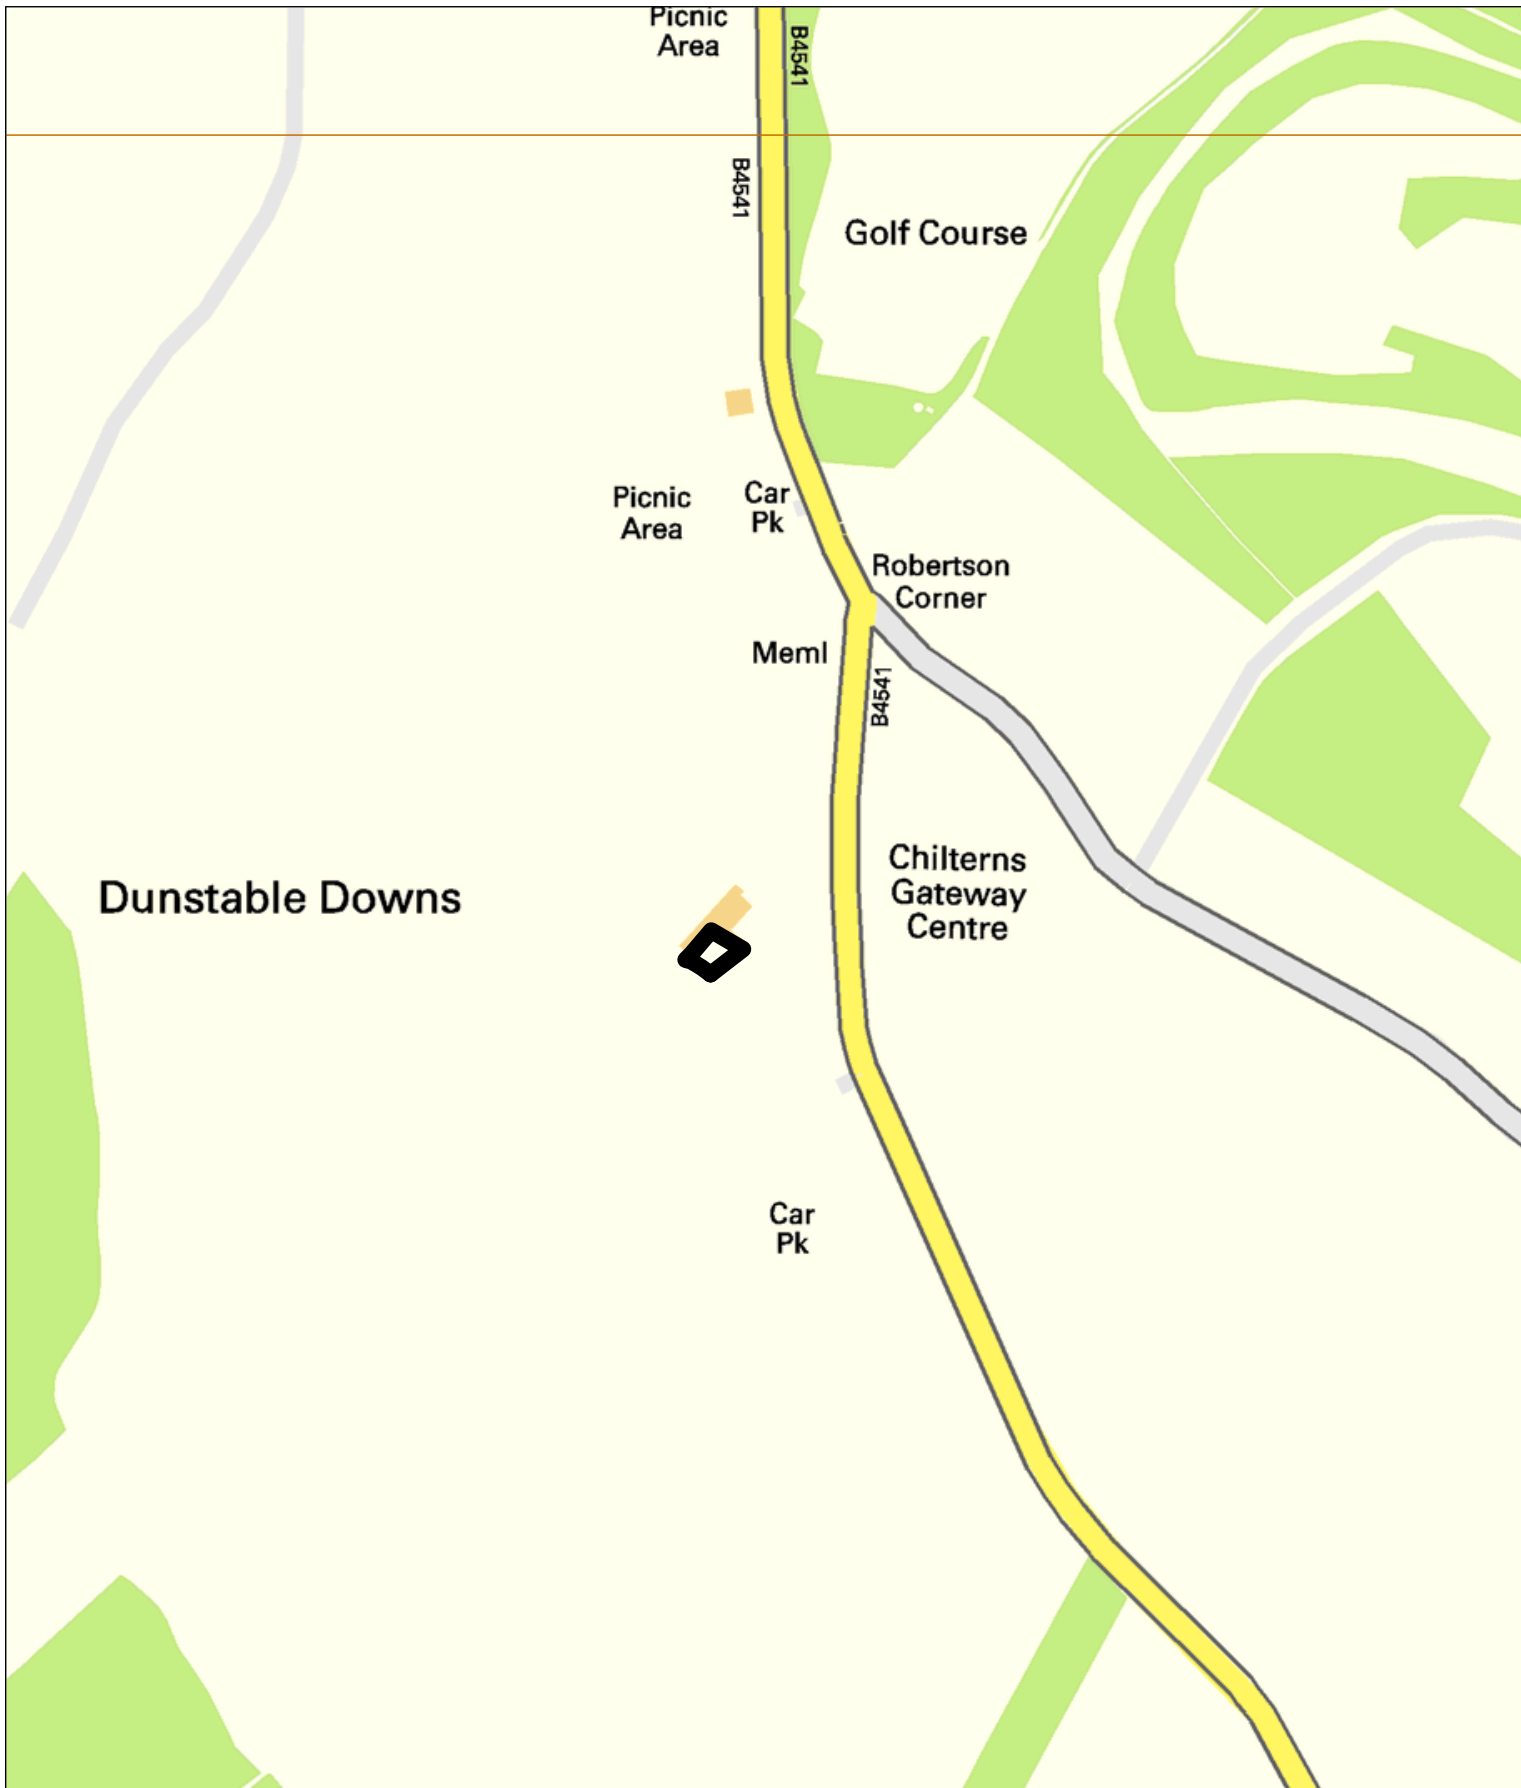 Picnic
Area
B4541
B4541
Golf Course
Picnic
Area
Car
Pk
Robertson
Corner
Meml
B4541
Chilterns
Gateway
Centre
Dunstable Downs
Car
Pk